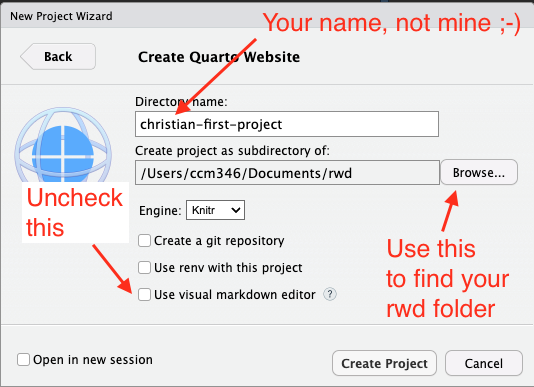 New Project Wizard
Your name, not mine ;-)
Back
Create Quarto Website
Directory name:
christian-first-project
Create project as subdirectory of:
/Users/ccm346/Documents/rwd
Browse...
Uncheck
this
Engine: Knitr
Create a git repository
Use renv with this project
Use visual markdown editor ?
Use this
to find your
rwd folder
Open in new session
Create Project
Cancel